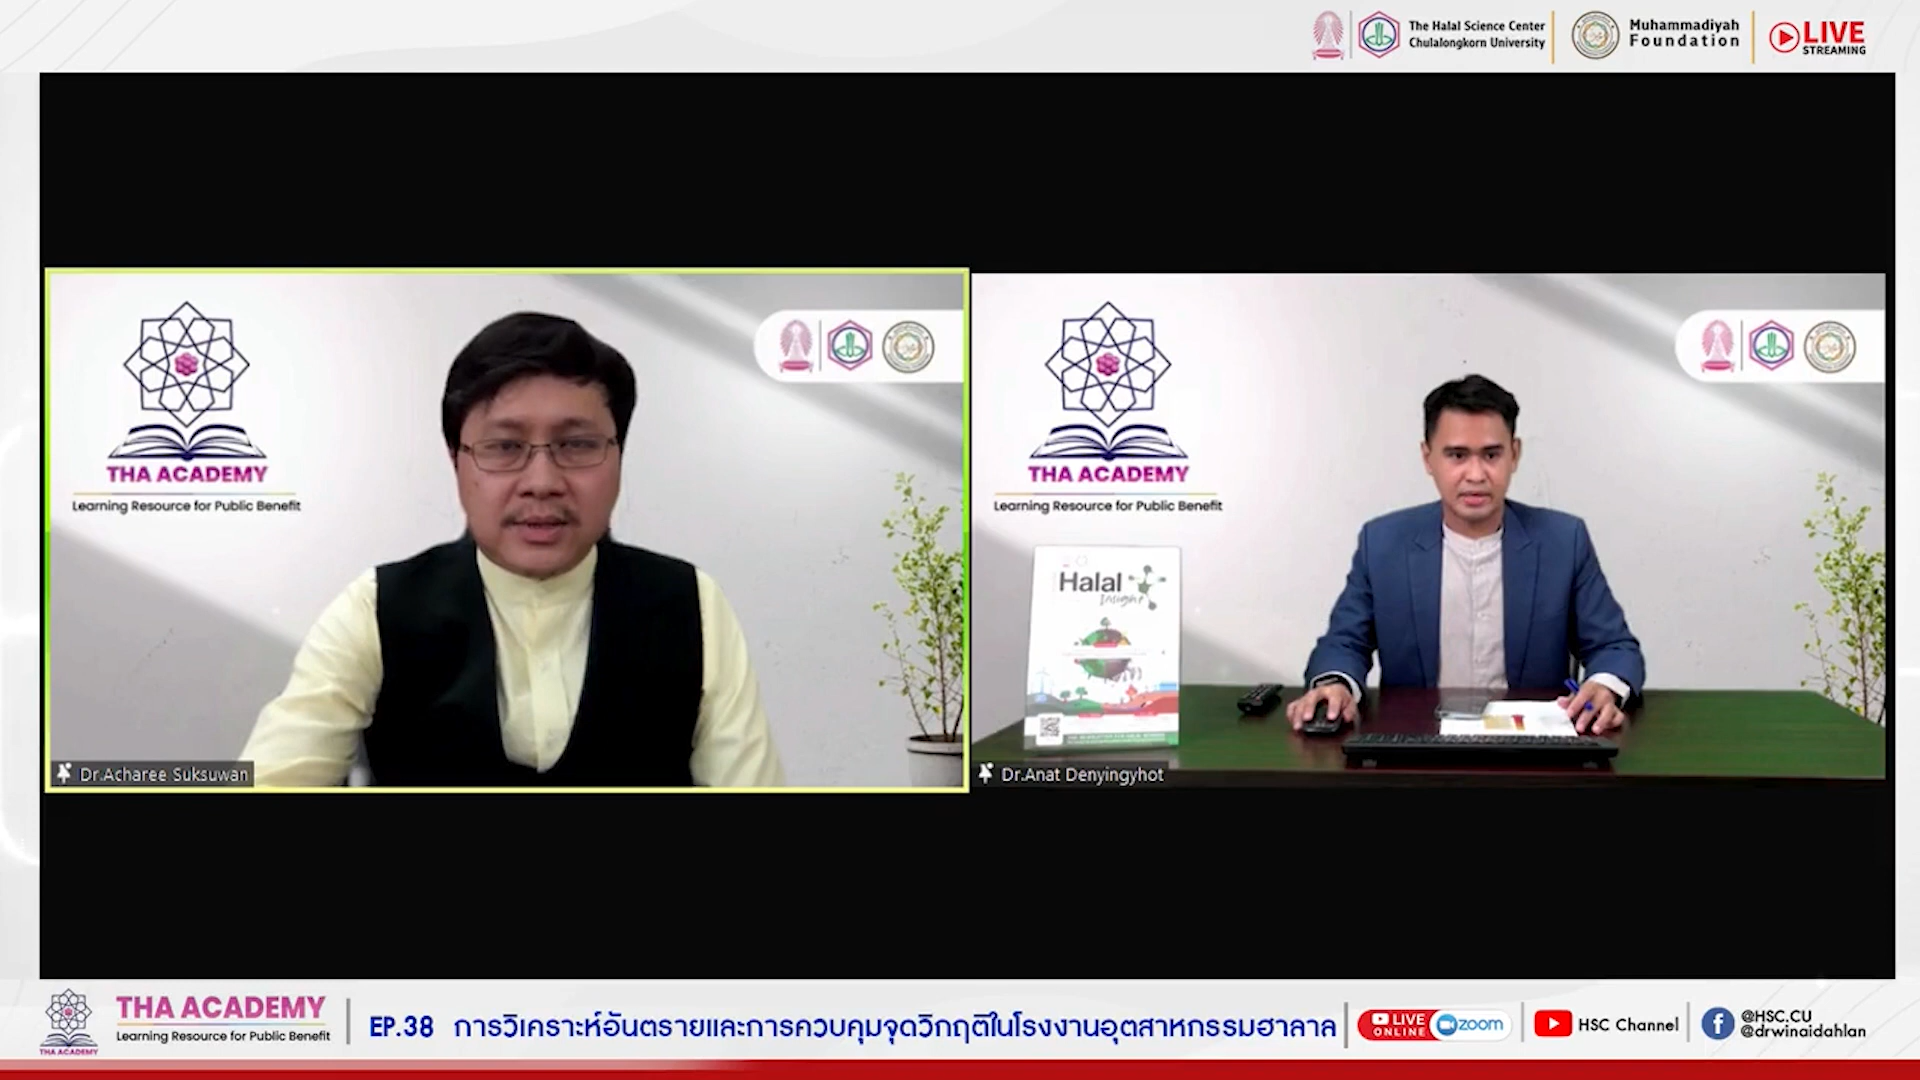 The Halal Science Center
Chulalongkorn University
Muhammadiyah
Foundation
LIVE
STREAMING
THA ACADEMY
Learning Resource for Public Benefit
Dr.Acharee Suksuwan
THA ACADEMY
Learning Resource for Public Benefit
Halal
Insight
Dr.Anat Denyingyhot
THA ACADEMY
Learning Resource for Public Benefit
THA ACADEMY
EP.38 การวิเคราะห์อันตรายและการควบคุมจุดวิกฤติในโรงงานอุตสาหกรรมฮาลาล
LIVE
ONLINE
zoom
HSC Channel
@HSC.CU
@drwinaidahlan